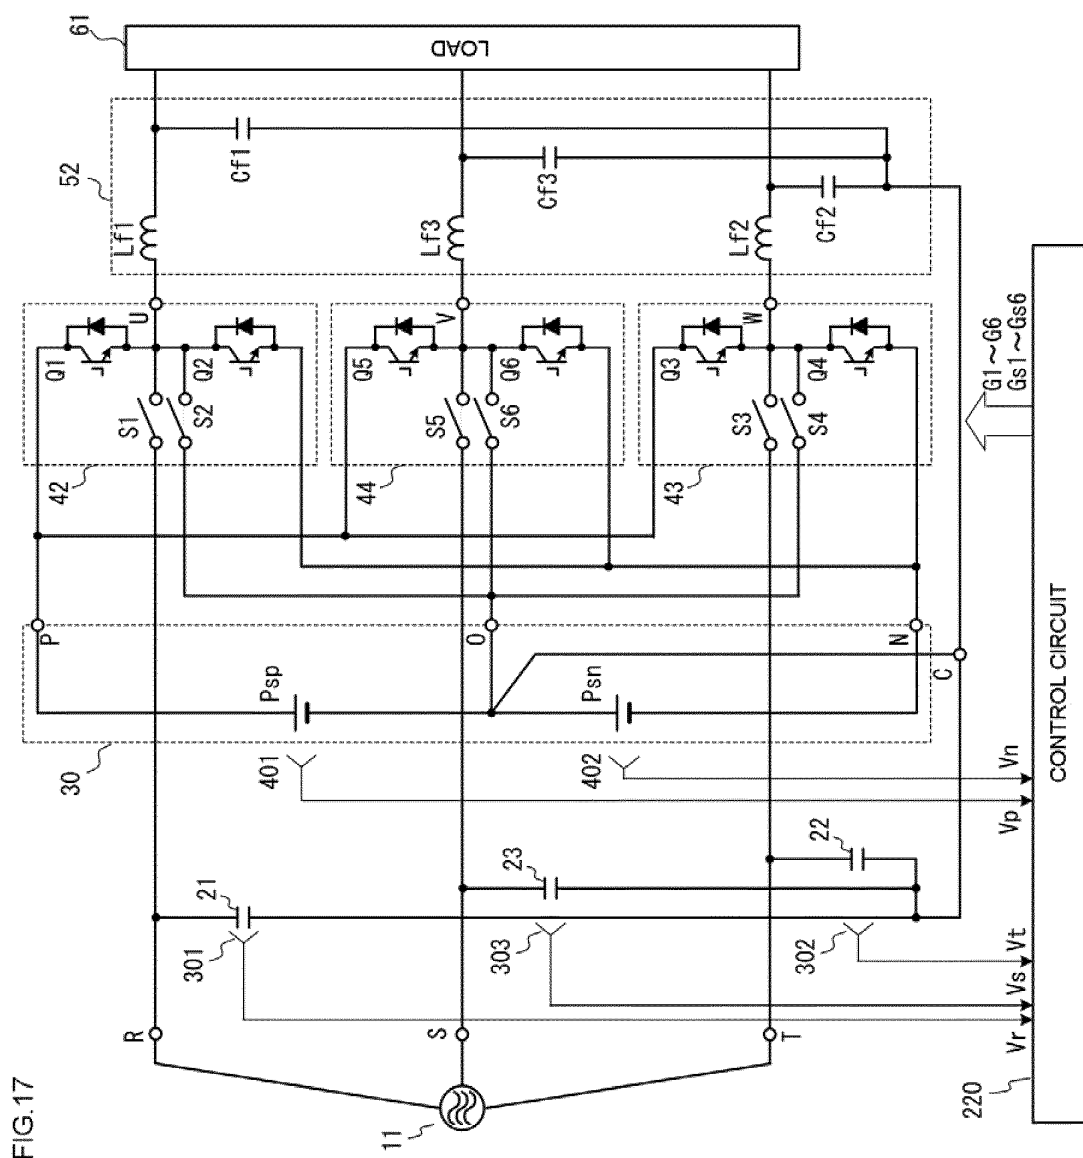 FIG.17
11
R
S
T
301
21
303
23
302
22
Vr
Vs
Vt
220
30
401
402
Psp
Psn
Vp
Vn
P
O
N
C
CONTROL CIRCUIT
42
S1
S2
Q1
Q2
U
44
S5
S6
Q5
Q6
V
43
S3
S4
Q3
Q4
W
G1~G6
Gs1~Gs6
52
Lf1
Lf3
Lf2
Cf1
Cf3
Cf2
61
LOAD